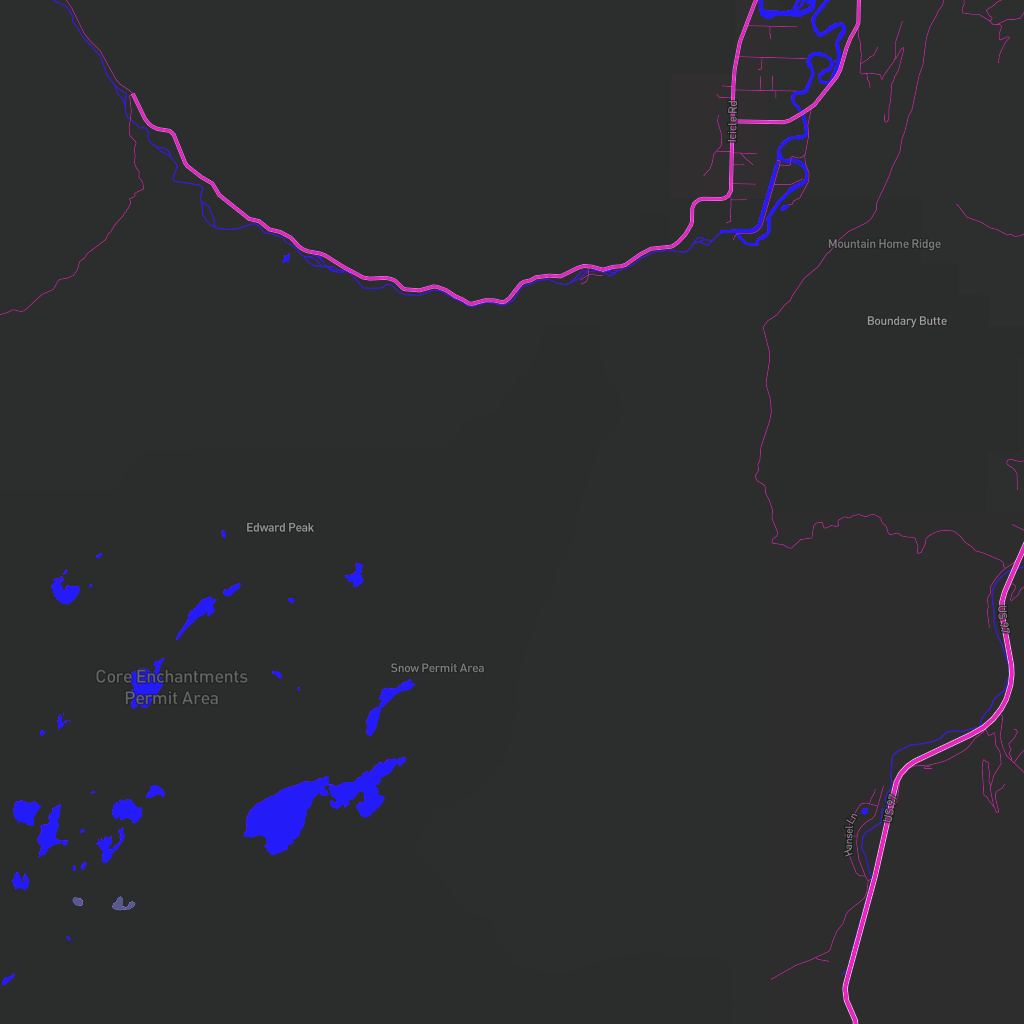 Icicle Rd
Mountain Home Ridge
Boundary Butte
Edward Peak
US 97
Snow Permit Area
Core Enchantments
Permit Area
US 97
Hansel Ln